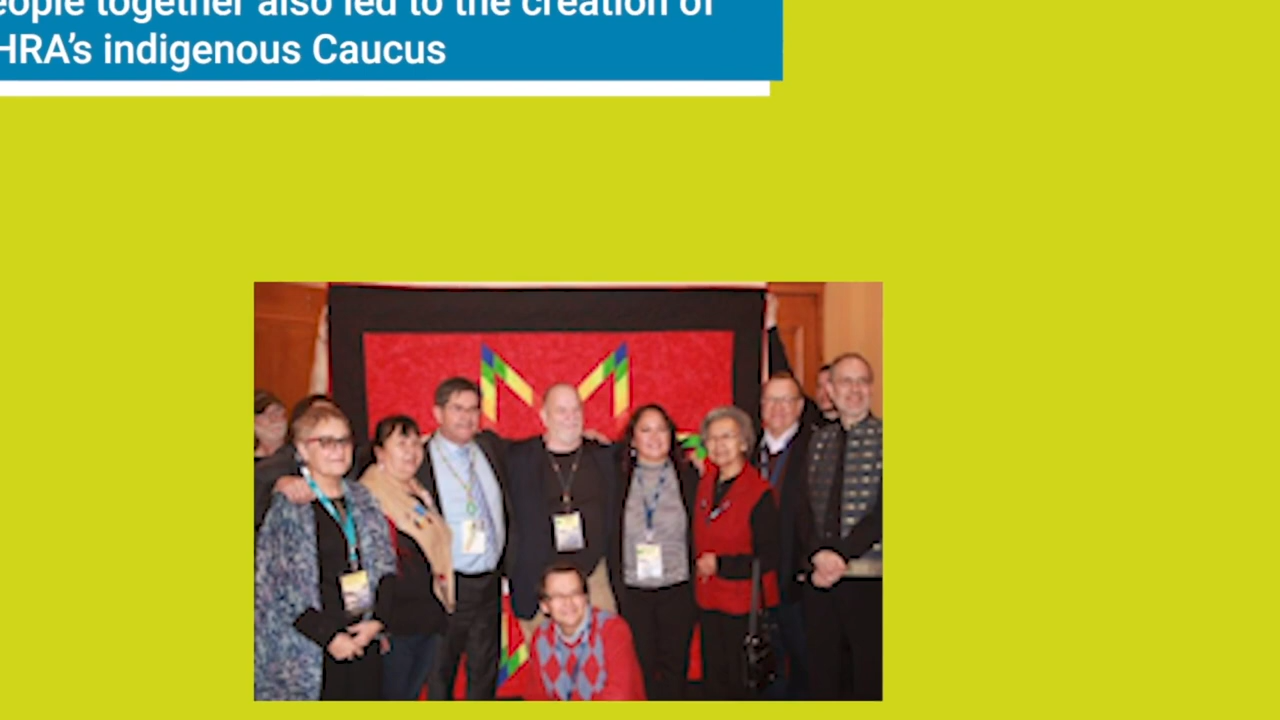 eople together also led to the creation of
HRA's indigenous Caucus